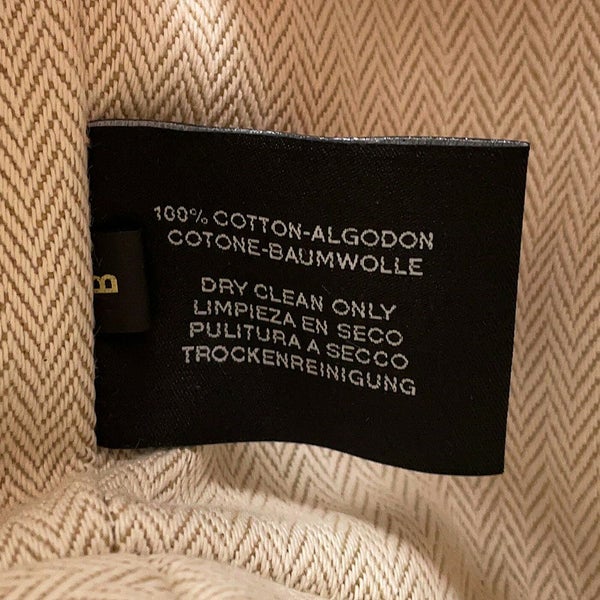 100% COTTON-ALGODON
COTONE-BAUMWOLLE
DRY CLEAN ONLY
LIMPIEZA EN SECO
PULITURA A SECCO
TROCKENREINIGUNG
B